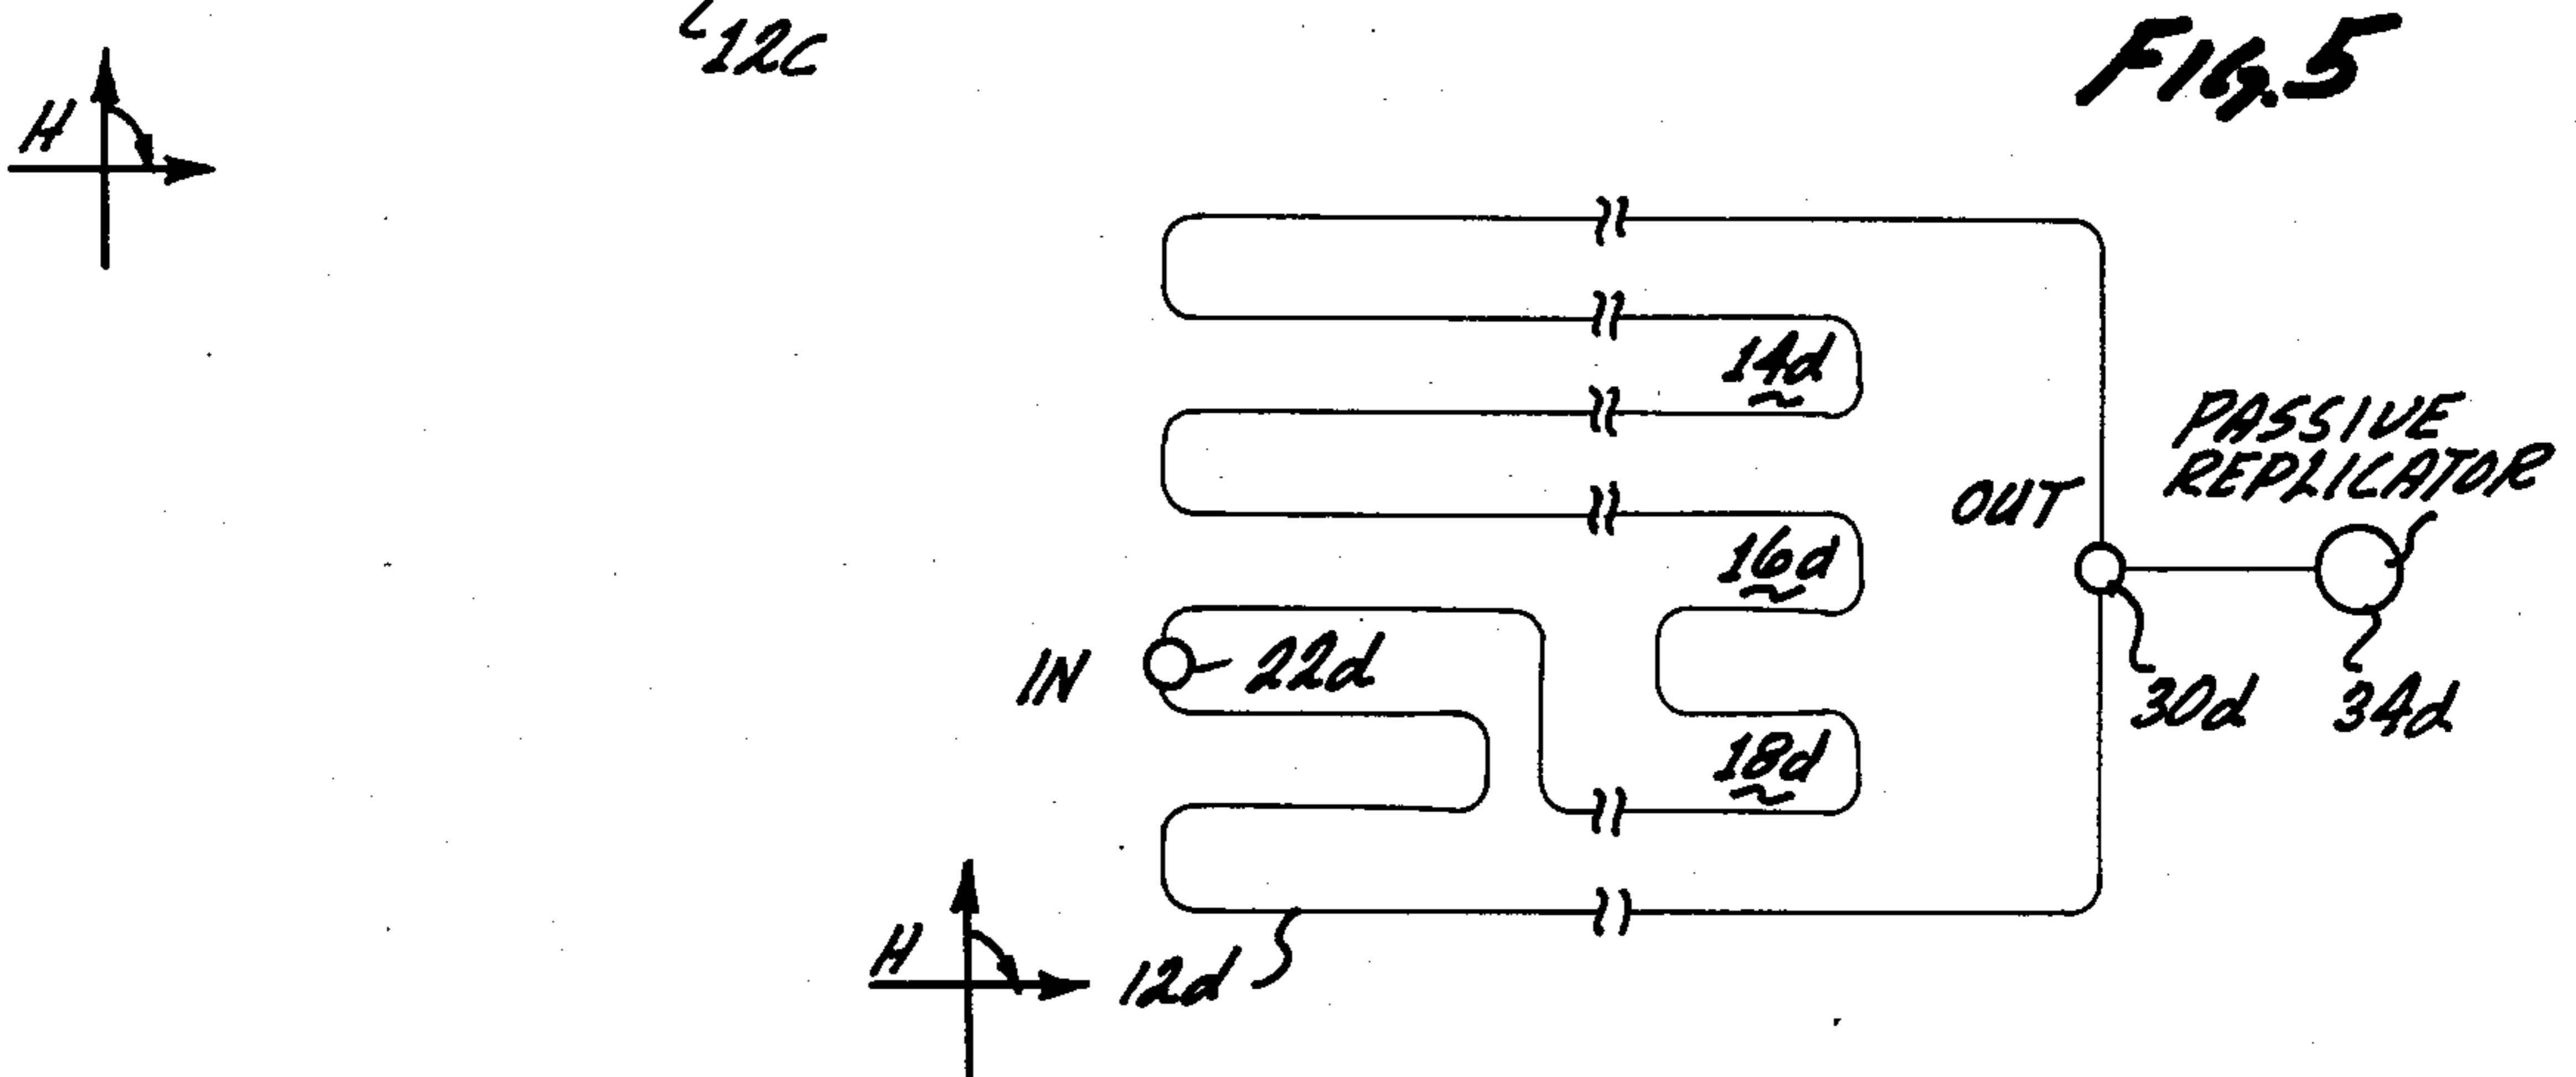 12c
FIG. 5
H
14d
PASSIVE
REPLICATOR
OUT
16d
IN
22d
30d
34d
18d
H
12d